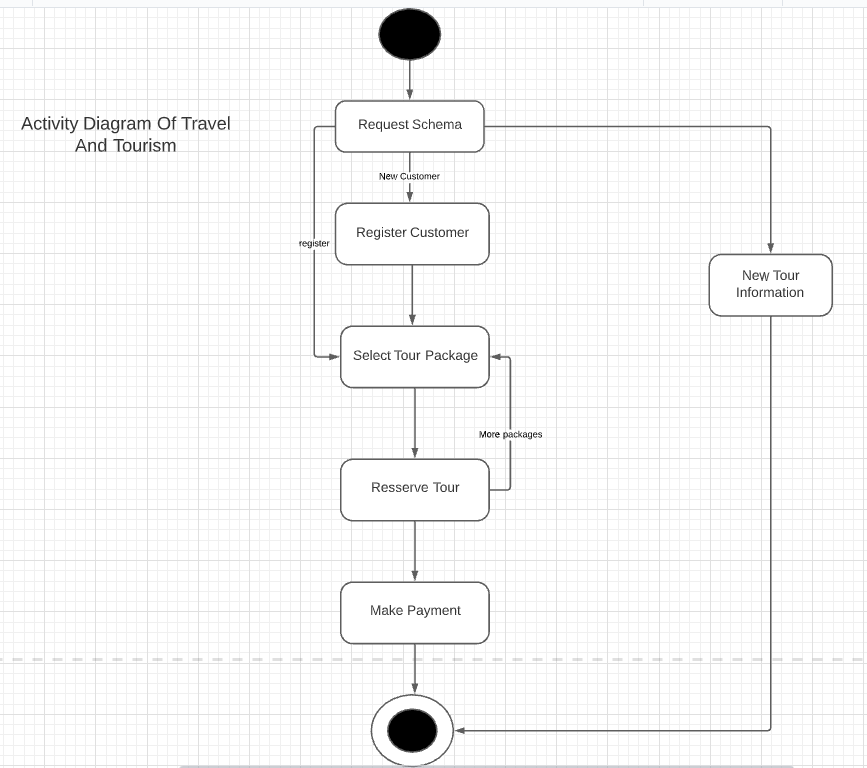 Activity Diagram Of Travel
And Tourism
Request Schema
New Customer
register
Register Customer
New Tour
Information
Select Tour Package
More packages
Resserve Tour
Make Payment